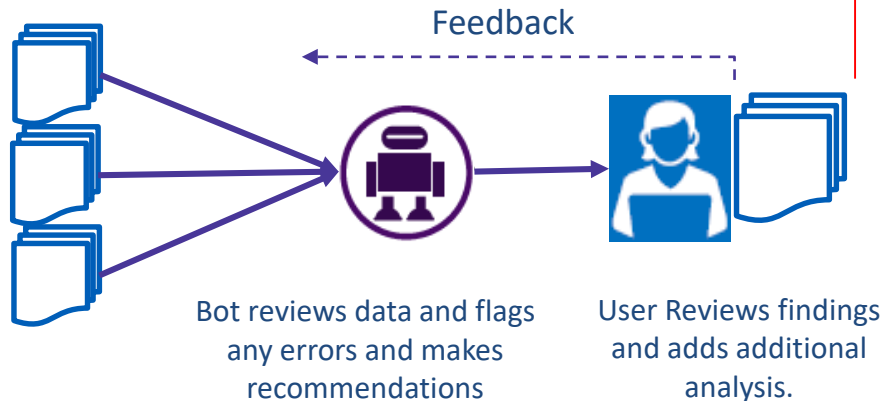 Feedback
Bot reviews data and flags
any errors and makes
recommendations
User Reviews findings
and adds additional
analysis.